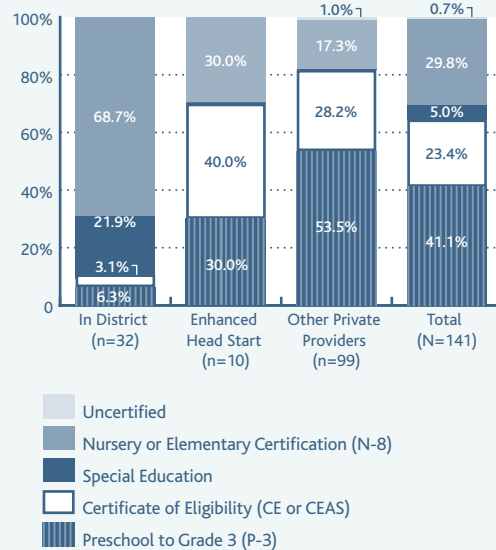 1.0% 0.7%
100%
17.3%
30.0% 29.8%
80%
68.7% 28.2% 5.0%
60%
40.0% 23.4%
40%
21.9% 53.5%
41.1%
20%
3.1% 30.0%
6.3%
0
In District Enhanced Other Private Total
(n=32) Head Start Providers (N=141)
(n=10) (n=99)
Uncertified
Nursery or Elementary Certification (N-8)
Special Education
Certificate of Eligibility (CE or CEAS)
Preschool to Grade 3 (P-3)